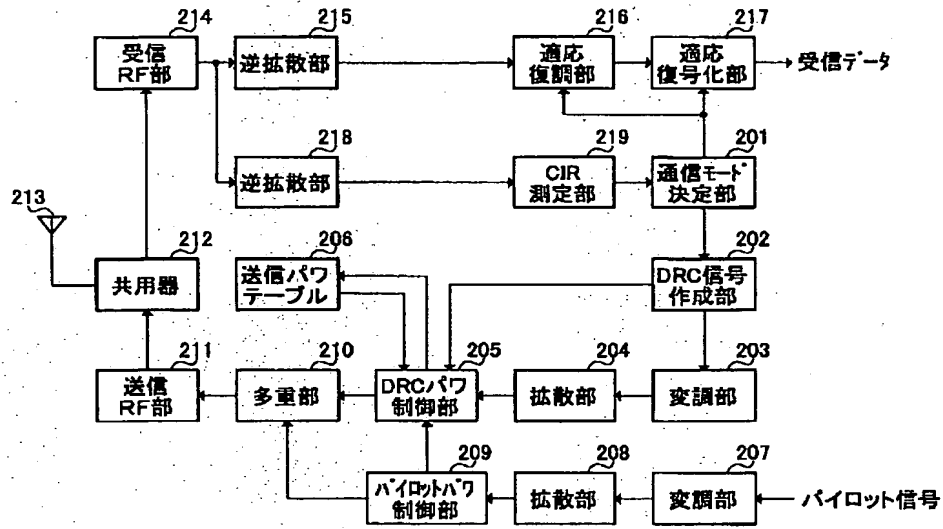 214
受信
RF部
215
逆拡散部
216
適応
復調部
217
適応
復号化部
受信データ
218
逆拡散部
219
CIR
測定部
201
通信モード
決定部
213
212
共用器
206
送信パワ
テーブル
202
DRC信号
作成部
211
送信
RF部
210
多重部
205
DRCパワ
制御部
204
拡散部
203
変調部
209
パイロットパワ
制御部
208
拡散部
207
変調部
パイロット信号